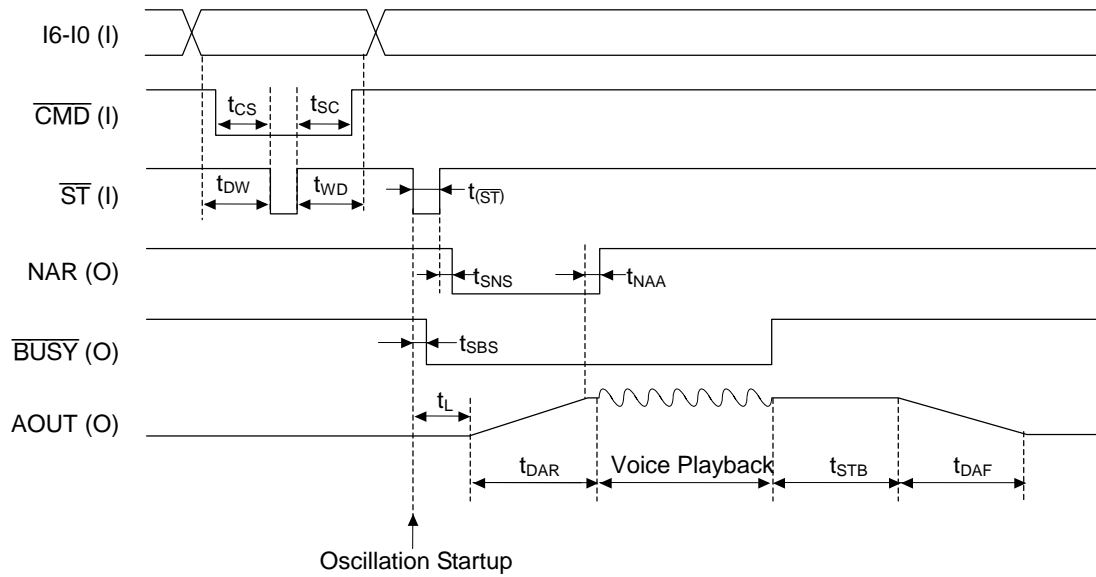 I6-I0 (I)
CMD (I)
tCS
tSC
ST (I)
tDW
tWD
t(ST)
NAR (O)
tSNS
tNAA
BUSY (O)
tSBS
AOUT (O)
tL
tDAR
Voice Playback
tSTB
tDAF
Oscillation Startup